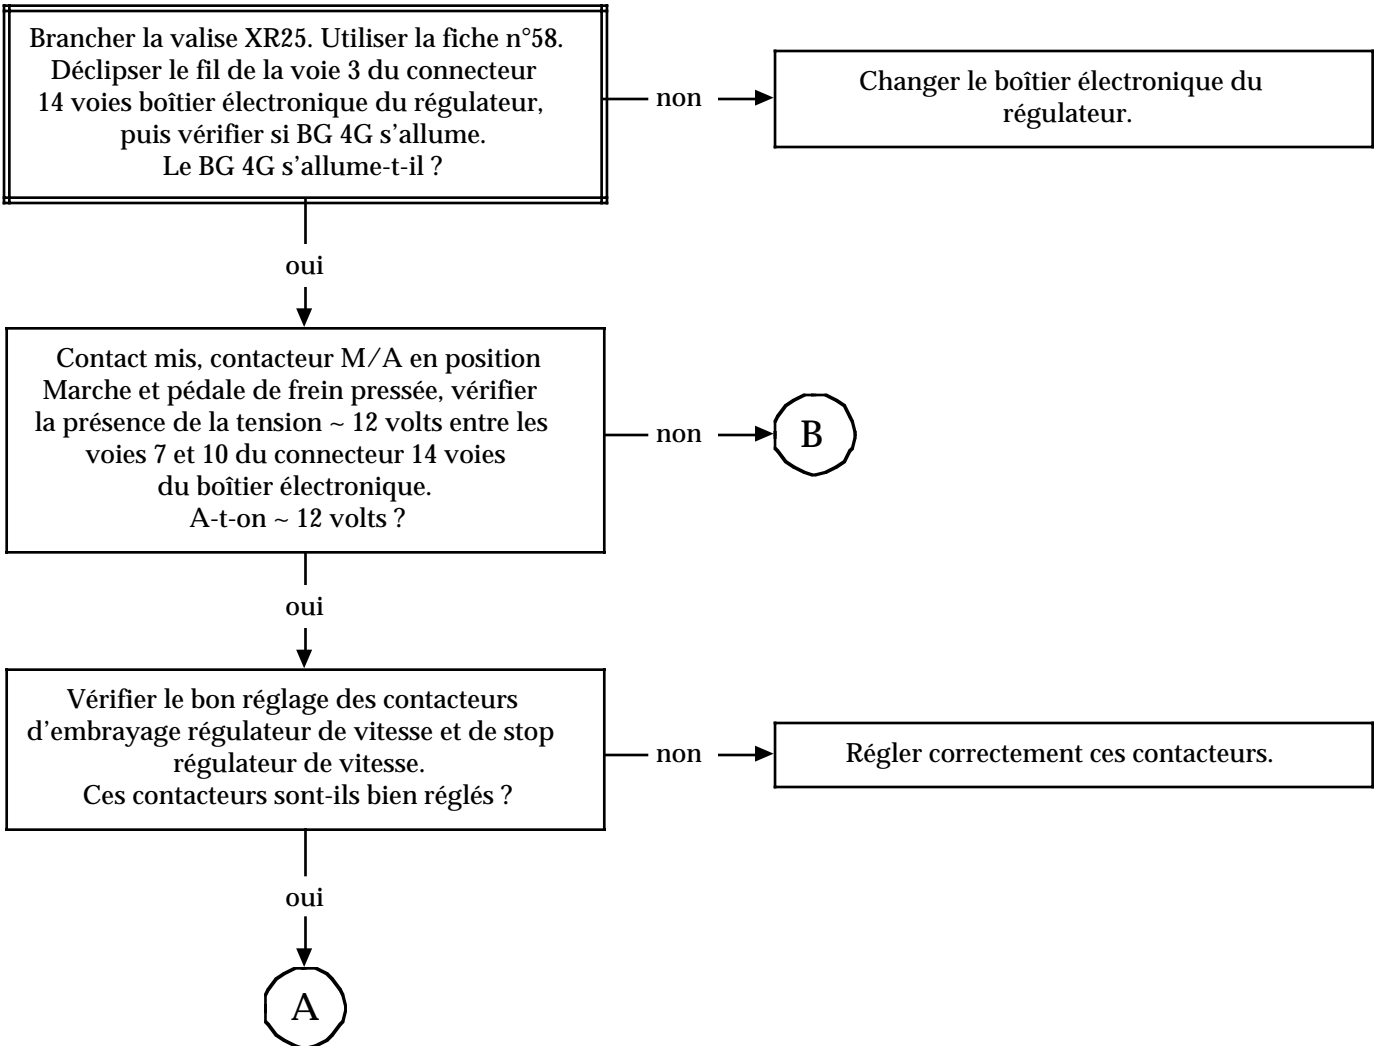 Brancher la valise XR25. Utiliser la fiche n°58.
Déclipser le fil de la voie 3 du connecteur
14 voies boîtier électronique du régulateur,
puis vérifier si BG 4G s’allume.
Le BG 4G s’allume-t-il ?
non
Changer le boîtier électronique du
régulateur.
oui
Contact mis, contacteur M/A en position
Marche et pédale de frein pressée, vérifier
la présence de la tension ~ 12 volts entre les
voies 7 et 10 du connecteur 14 voies
du boîtier électronique.
A-t-on ~ 12 volts ?
non
B
oui
Vérifier le bon réglage des contacteurs
d'embrayage régulateur de vitesse et de stop
régulateur de vitesse.
Ces contacteurs sont-ils bien réglés ?
non
Régler correctement ces contacteurs.
oui
A